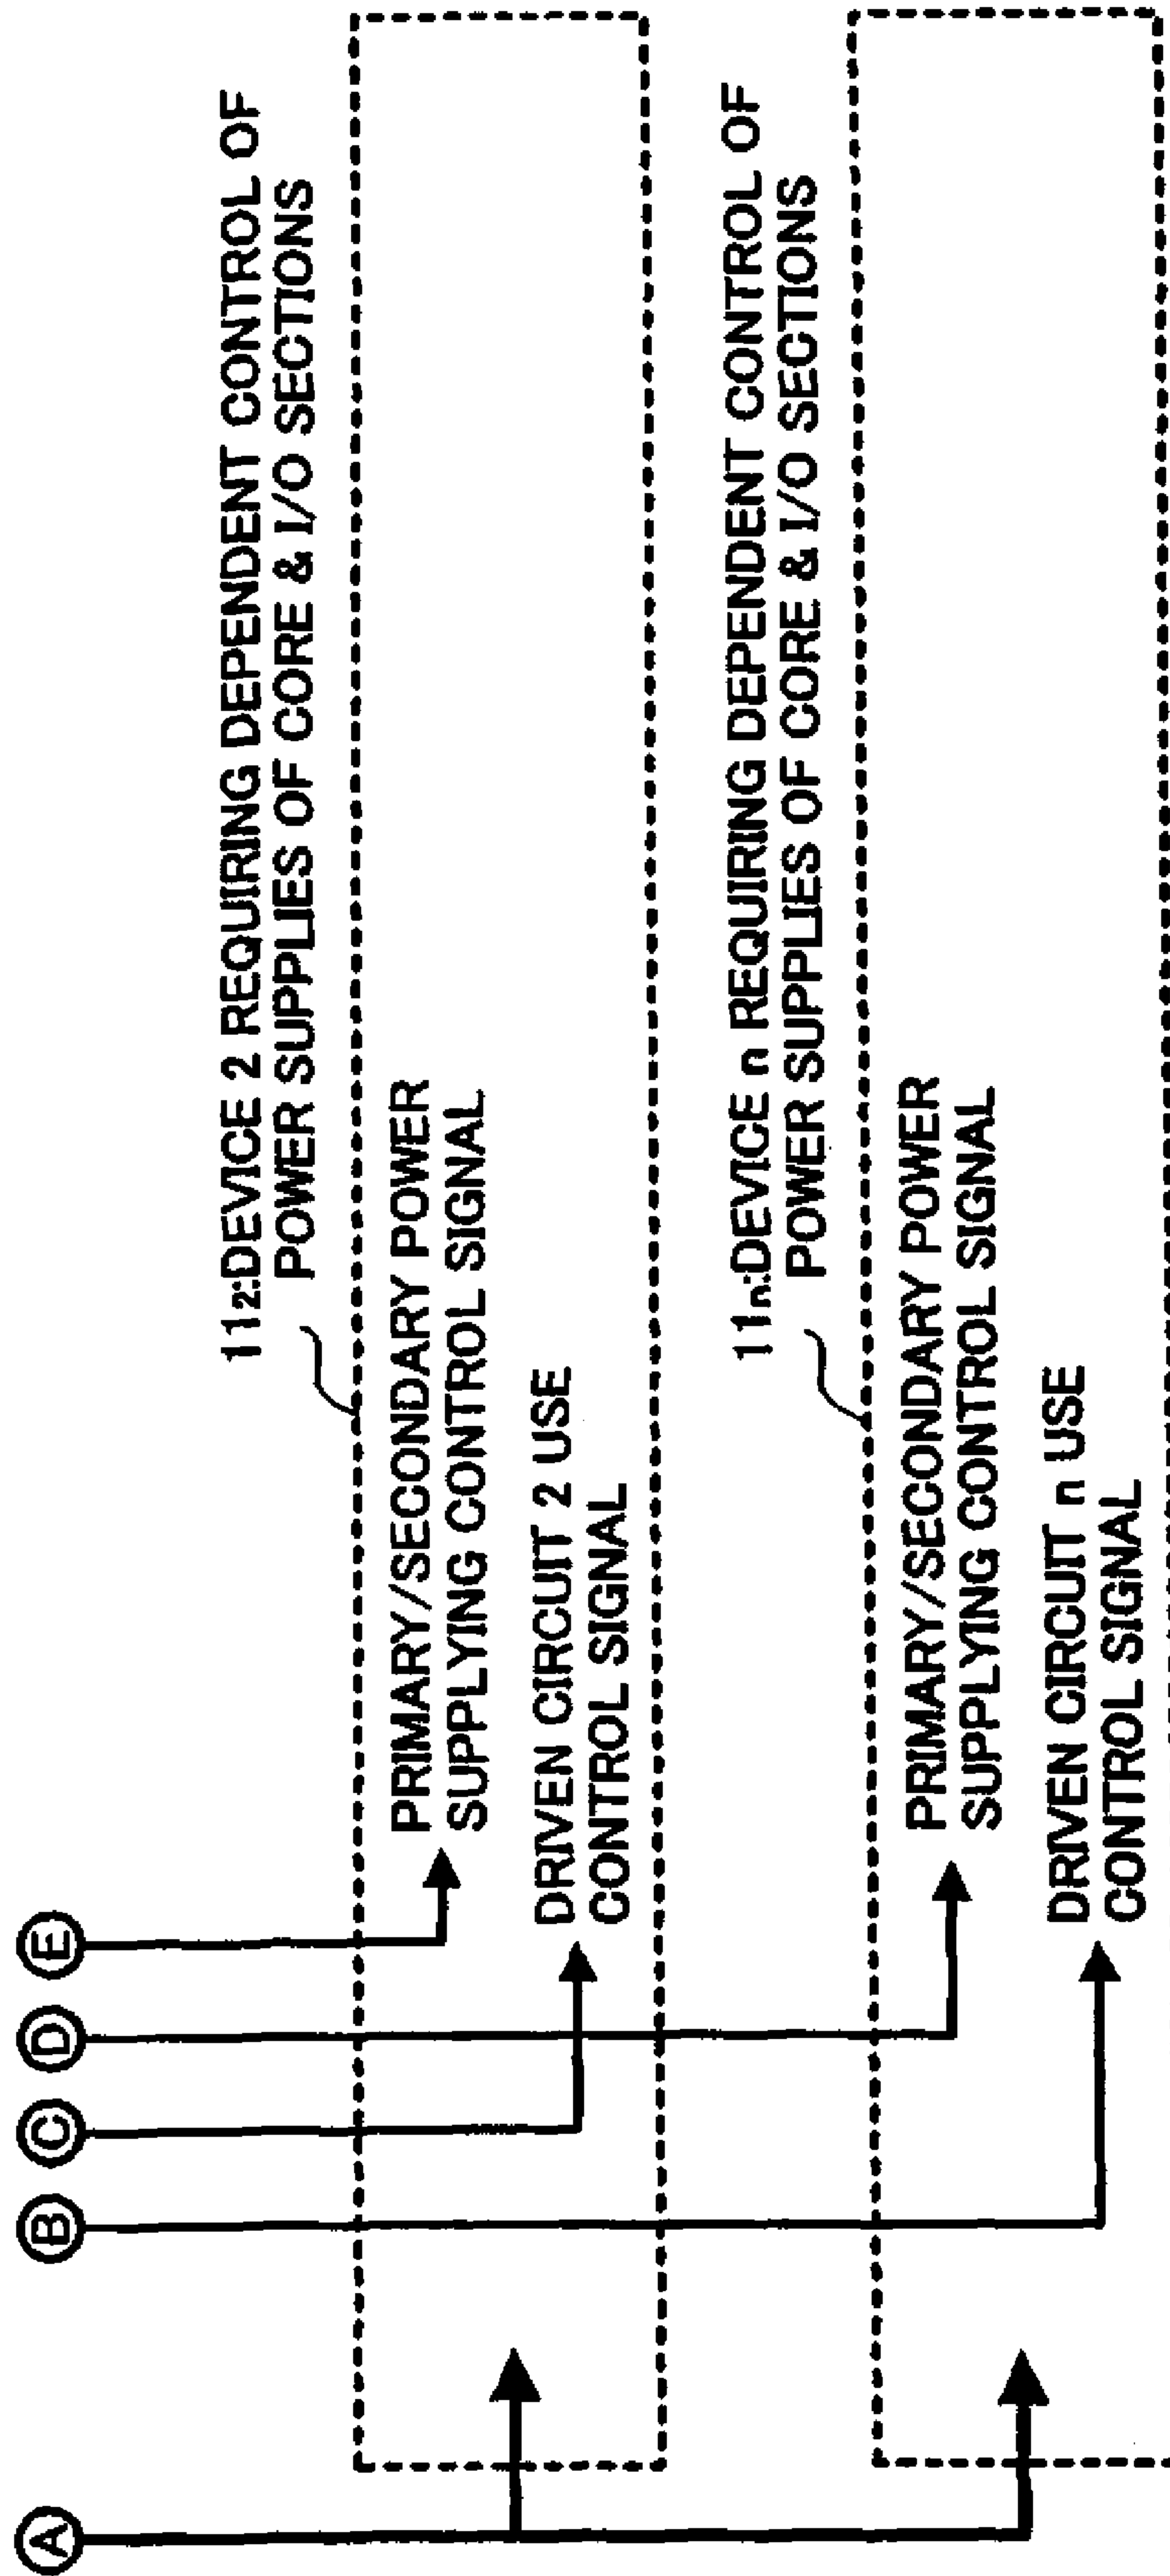 A
B
C
D
E
11₂:DEVICE 2 REQUIRING DEPENDENT CONTROL OF
POWER SUPPLIES OF CORE & I/O SECTIONS
PRIMARY/SECONDARY POWER
SUPPLYING CONTROL SIGNAL
DRIVEN CIRCUIT 2 USE
CONTROL SIGNAL
11ₙ:DEVICE n REQUIRING DEPENDENT CONTROL OF
POWER SUPPLIES OF CORE & I/O SECTIONS
PRIMARY/SECONDARY POWER
SUPPLYING CONTROL SIGNAL
DRIVEN CIRCUIT n USE
CONTROL SIGNAL